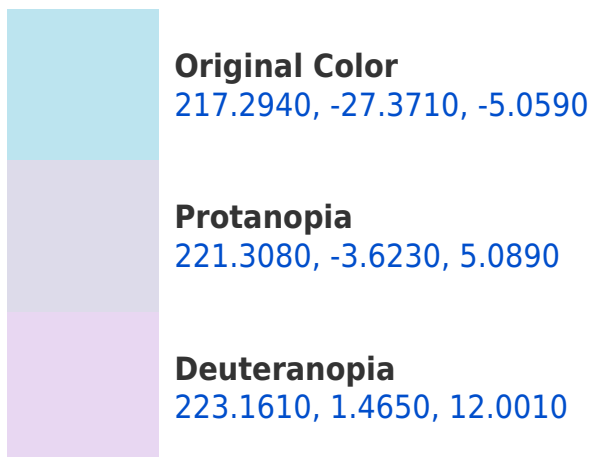 Original Color
217.2940, -27.3710, -5.0590
Protanopia
221.3080, -3.6230, 5.0890
Deuteranopia
223.1610, 1.4650, 12.0010